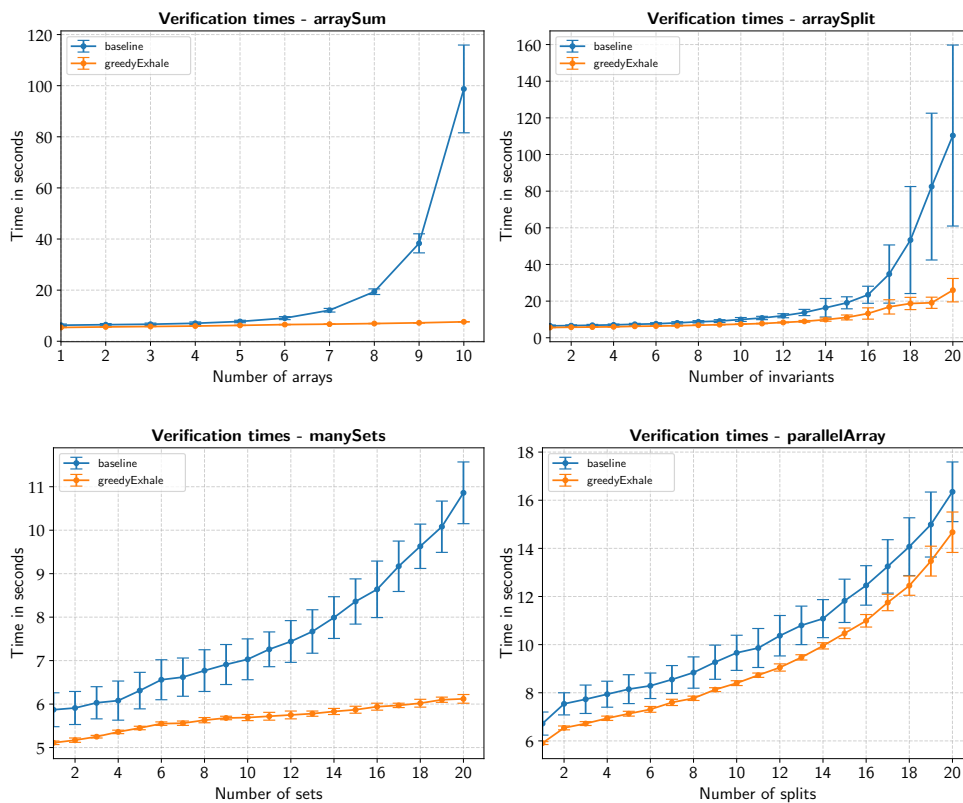 Verification times - arraySum
120
100
80
60
40
20
0
Time in seconds
baseline
greedyExhale
1 2 3 4 5 6 7 8 9 10
Number of arrays
Verification times - arraySplit
160
140
120
100
80
60
40
20
0
Time in seconds
baseline
greedyExhale
2 4 6 8 10 12 14 16 18 20
Number of invariants
Verification times - manySets
11
10
9
8
7
6
5
Time in seconds
baseline
greedyExhale
2 4 6 8 10 12 14 16 18 20
Number of sets
Verification times - parallelArray
18
16
14
12
10
8
6
Time in seconds
baseline
greedyExhale
2 4 6 8 10 12 14 16 18 20
Number of splits